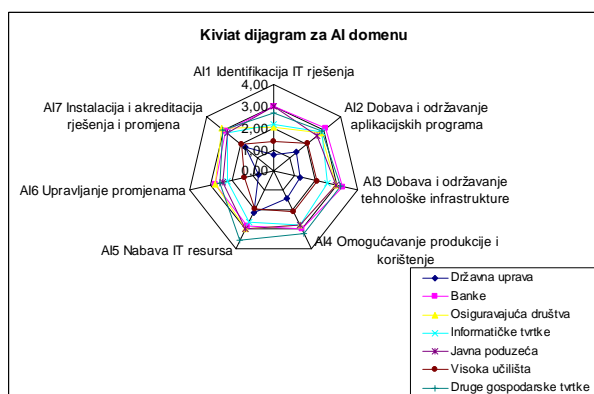 Kiviat dijagram za AI domenu
AI1 Identifikacija IT rješenja
4,00
3,00
2,00
1,00
0,00
AI2 Dobava i održavanje
aplikacijskih programa
AI3 Dobava i održavanje
tehnološke infrastrukture
AI4 Omogućavanje produkcije i
korištenje
AI5 Nabava IT resursa
AI6 Upravljanje promjenama
AI7 Instalacija i akreditacija
rješenja i promjena
Državna uprava
Banke
Osiguravajuća društva
Informatičke tvrtke
Javna poduzeća
Visoka učilišta
Druge gospodarske tvrtke